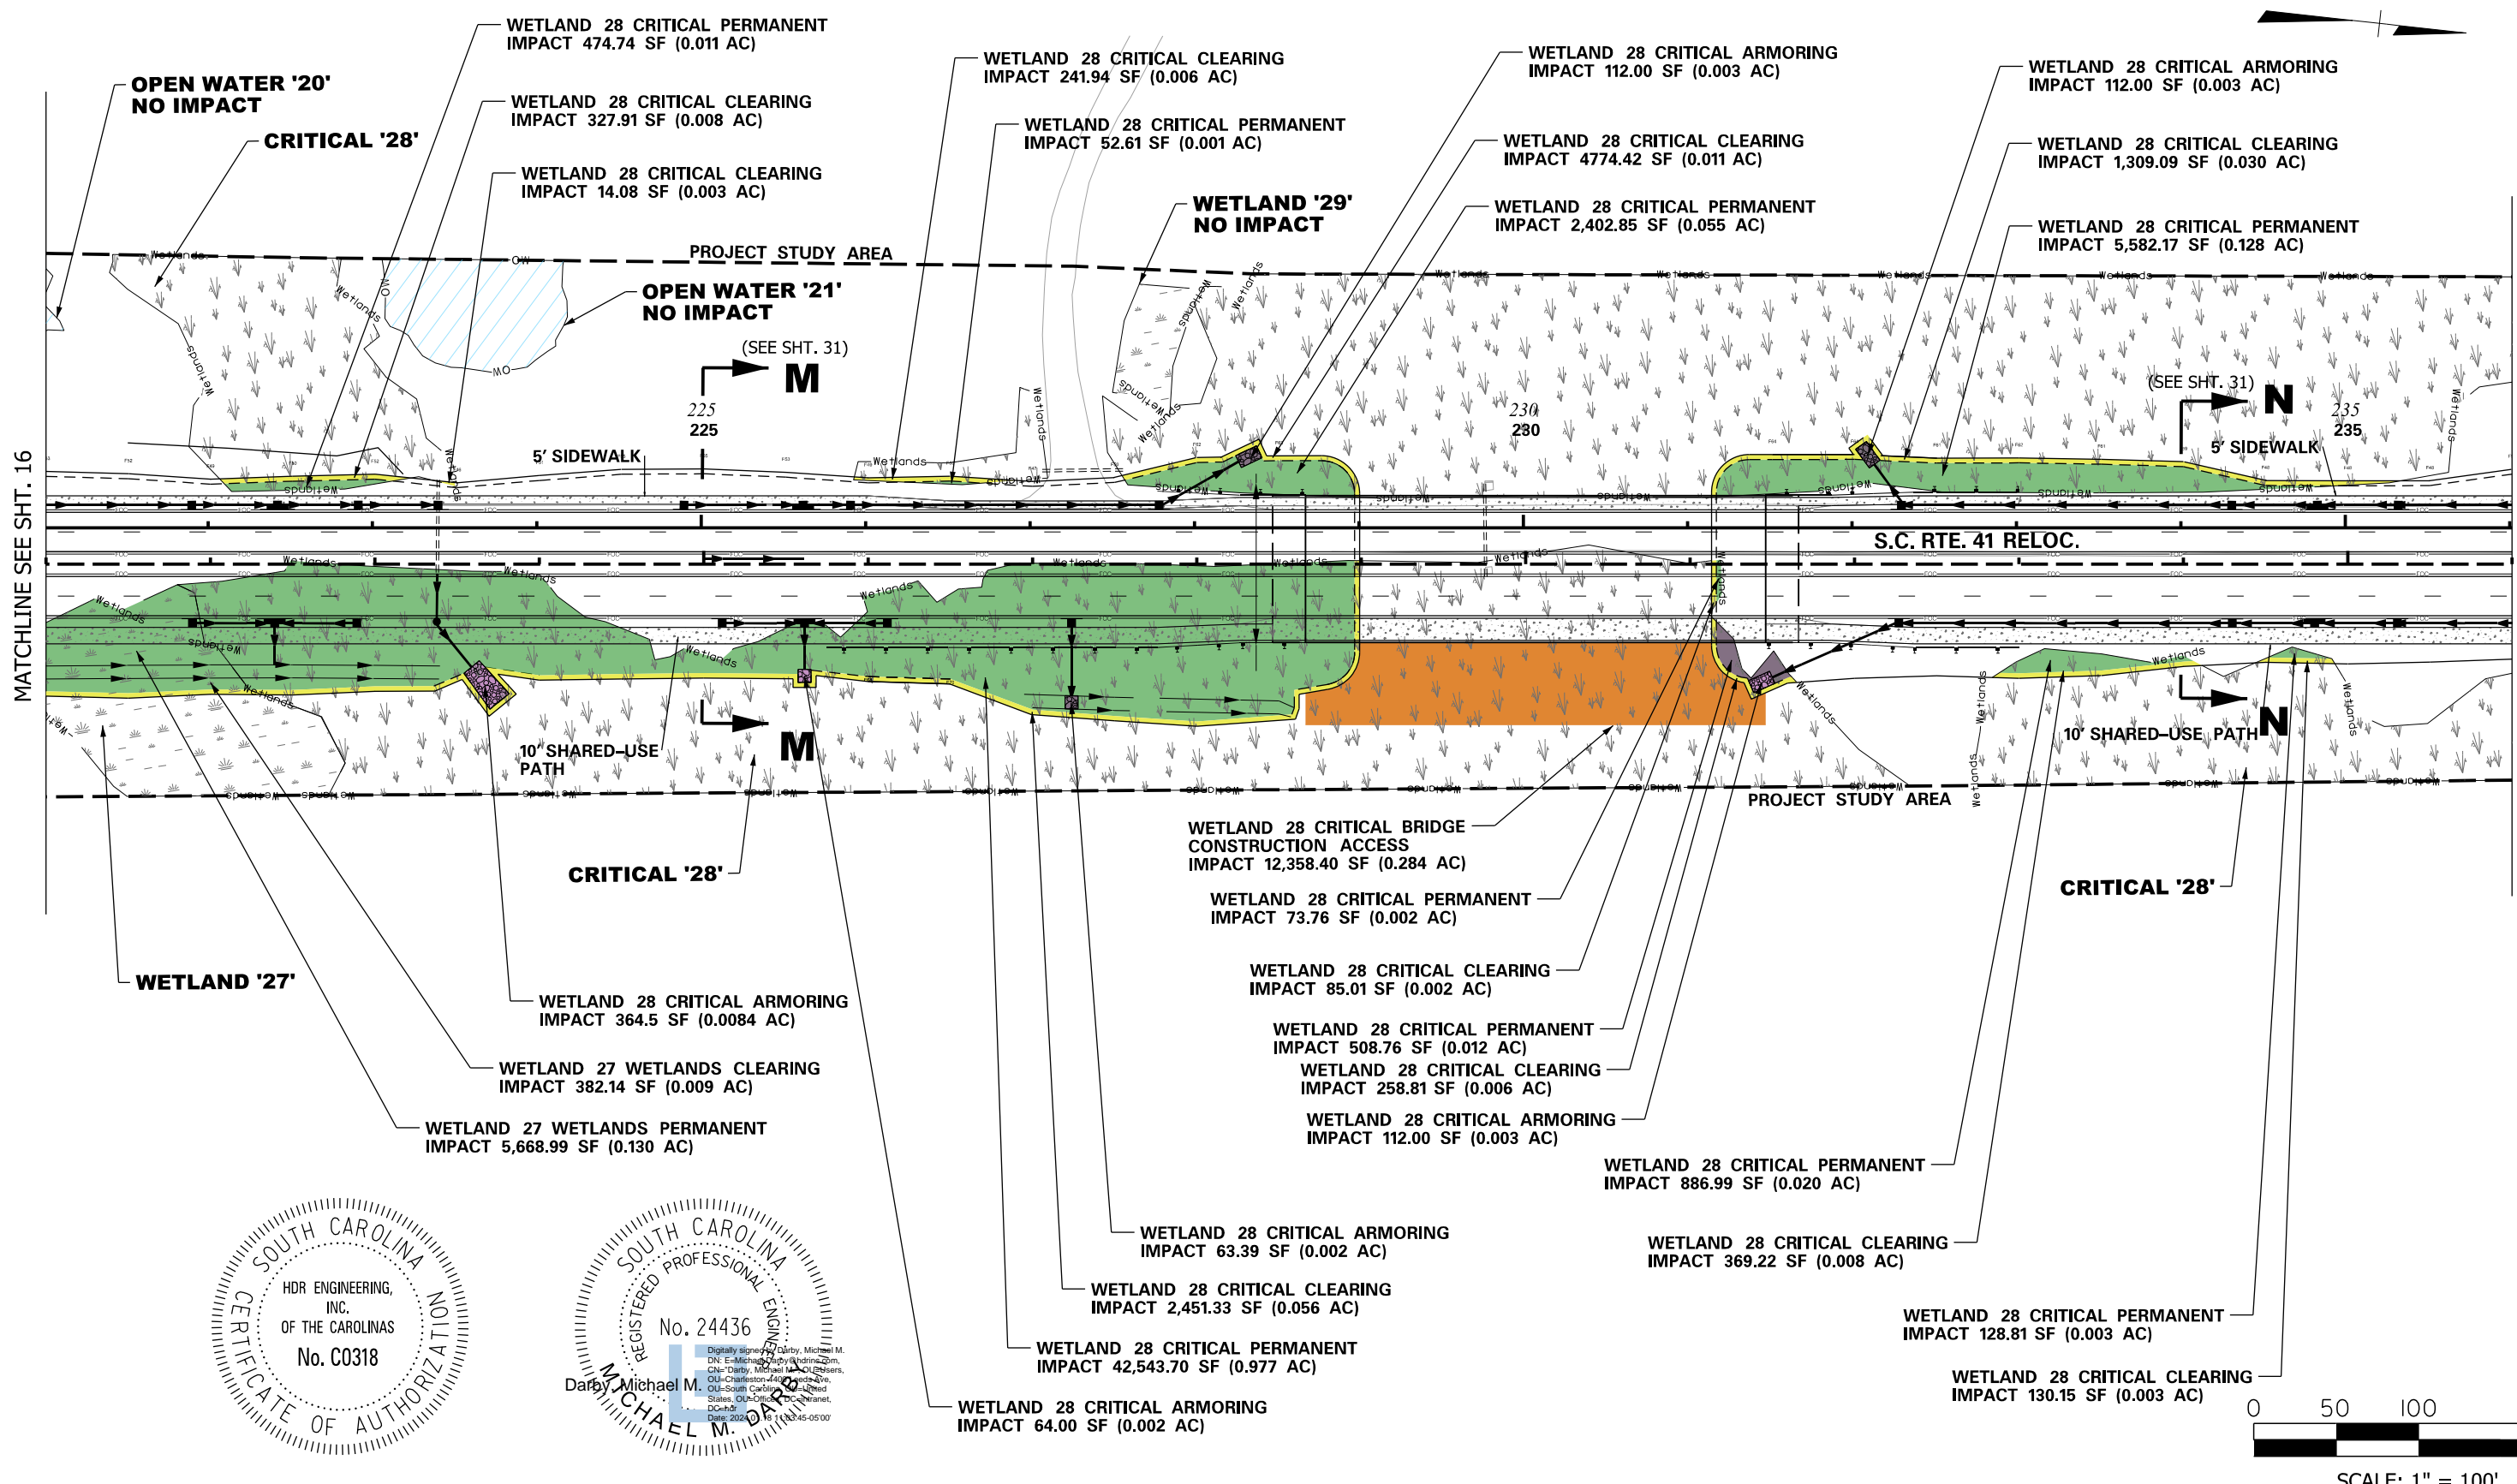 WETLAND 28 CRITICAL PERMANENT
IMPACT 474.74 SF (0.011 AC)
OPEN WATER '20'
NO IMPACT
WETLAND 28 CRITICAL CLEARING
IMPACT 327.91 SF (0.008 AC)
CRITICAL '28'
WETLAND 28 CRITICAL CLEARING
IMPACT 14.08 SF (0.003 AC)
WETLAND 28 CRITICAL CLEARING
IMPACT 241.94 SF (0.006 AC)
WETLAND 28 CRITICAL PERMANENT
IMPACT 52.61 SF (0.001 AC)
WETLAND '29'
NO IMPACT
WETLAND 28 CRITICAL ARMORING
IMPACT 112.00 SF (0.003 AC)
WETLAND 28 CRITICAL CLEARING
IMPACT 4774.42 SF (0.011 AC)
WETLAND 28 CRITICAL PERMANENT
IMPACT 2,402.85 SF (0.055 AC)
WETLAND 28 CRITICAL ARMORING
IMPACT 112.00 SF (0.003 AC)
WETLAND 28 CRITICAL CLEARING
IMPACT 1,309.09 SF (0.030 AC)
WETLAND 28 CRITICAL PERMANENT
IMPACT 5,582.17 SF (0.128 AC)
PROJECT STUDY AREA
OPEN WATER '21'
NO IMPACT
(SEE SHT. 31)
M
225
225
5' SIDEWALK
230
230
(SEE SHT. 31)
N
235
235
5' SIDEWALK
MATCHLINE SEE SHT. 16
Wetlands
OW
S.C. RTE. 41 RELOC.
10' SHARED-USE
PATH
M
10' SHARED-USE PATH
N
PROJECT STUDY AREA
WETLAND 28 CRITICAL BRIDGE
CONSTRUCTION ACCESS
IMPACT 12,358.40 SF (0.284 AC)
CRITICAL '28'
CRITICAL '28'
WETLAND 28 CRITICAL PERMANENT
IMPACT 73.76 SF (0.002 AC)
WETLAND '27'
WETLAND 28 CRITICAL CLEARING
IMPACT 85.01 SF (0.002 AC)
WETLAND 28 CRITICAL ARMORING
IMPACT 364.5 SF (0.0084 AC)
WETLAND 28 CRITICAL PERMANENT
IMPACT 508.76 SF (0.012 AC)
WETLAND 27 WETLANDS CLEARING
IMPACT 382.14 SF (0.009 AC)
WETLAND 28 CRITICAL CLEARING
IMPACT 258.81 SF (0.006 AC)
WETLAND 27 WETLANDS PERMANENT
IMPACT 5,668.99 SF (0.130 AC)
WETLAND 28 CRITICAL ARMORING
IMPACT 112.00 SF (0.003 AC)
WETLAND 28 CRITICAL PERMANENT
IMPACT 886.99 SF (0.020 AC)
WETLAND 28 CRITICAL ARMORING
IMPACT 63.39 SF (0.002 AC)
WETLAND 28 CRITICAL CLEARING
IMPACT 369.22 SF (0.008 AC)
WETLAND 28 CRITICAL CLEARING
IMPACT 2,451.33 SF (0.056 AC)
WETLAND 28 CRITICAL PERMANENT
IMPACT 128.81 SF (0.003 AC)
WETLAND 28 CRITICAL PERMANENT
IMPACT 42,543.70 SF (0.977 AC)
WETLAND 28 CRITICAL CLEARING
IMPACT 130.15 SF (0.003 AC)
WETLAND 28 CRITICAL ARMORING
IMPACT 64.00 SF (0.002 AC)
SOUTH CAROLINA
HDR ENGINEERING,
INC.
OF THE CAROLINAS
No. C0318
CERTIFICATE OF AUTHORIZATION
SOUTH CAROLINA
REGISTERED PROFESSIONAL ENGINEER
No. 24436
MICHAEL M. DARBY
Darby, Michael M.
Digitally signed by Darby, Michael M.
0 50 100
SCALE: 1" = 100'